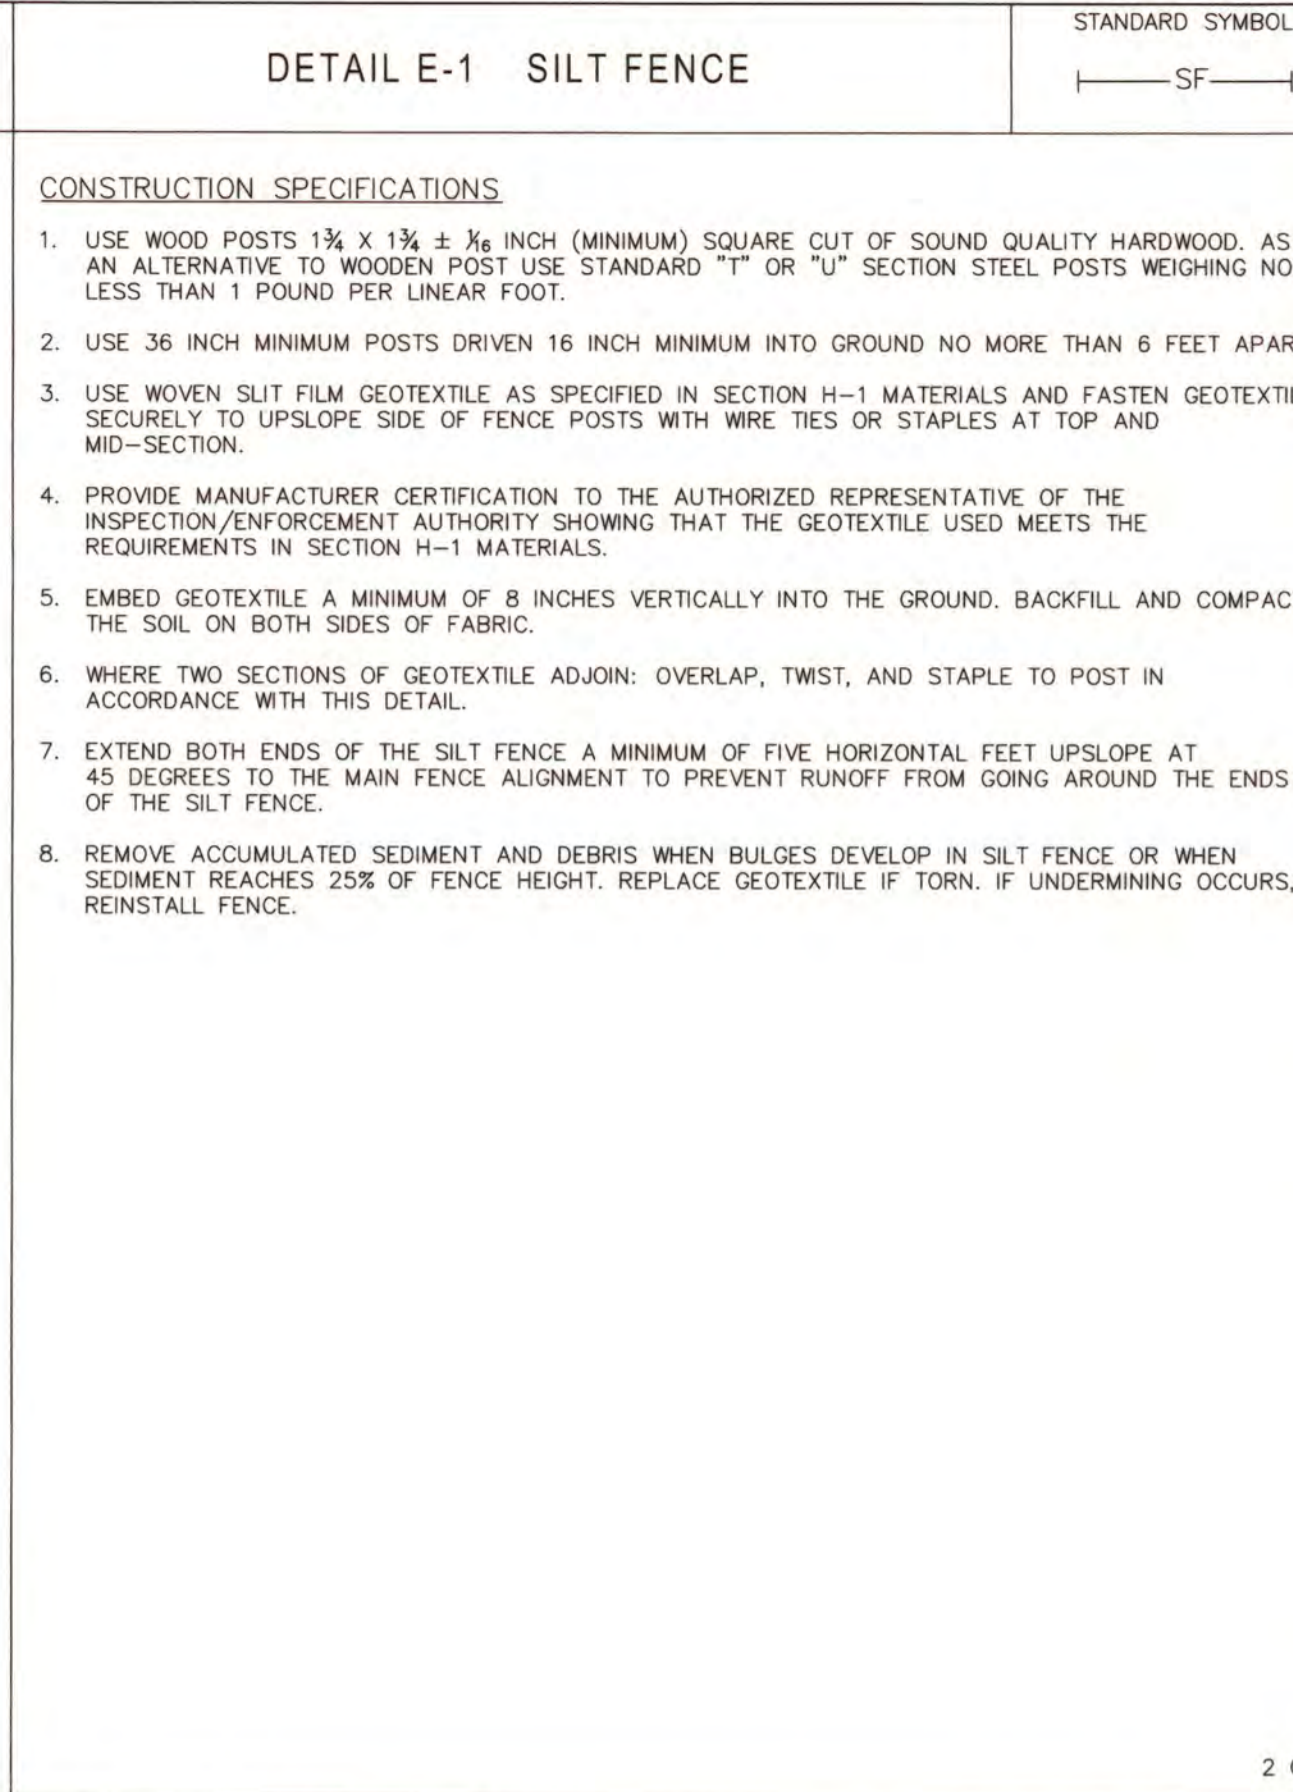 STANDARD SYMBOL
DETAIL E-1 SILT FENCE
SF
CONSTRUCTION SPECIFICATIONS
1. USE WOOD POSTS 1¾ X 1¾ ± 1/16 INCH (MINIMUM) SQUARE CUT OF SOUND QUALITY HARDWOOD. AS
AN ALTERNATIVE TO WOODEN POST USE STANDARD "T" OR "U" SECTION STEEL POSTS WEIGHING NO
LESS THAN 1 POUND PER LINEAR FOOT.
2. USE 36 INCH MINIMUM POSTS DRIVEN 16 INCH MINIMUM INTO GROUND NO MORE THAN 6 FEET APAR
3. USE WOVEN SLIT FILM GEOTEXTILE AS SPECIFIED IN SECTION H-1 MATERIALS AND FASTEN GEOTEXTIL
SECURELY TO UPSLOPE SIDE OF FENCE POSTS WITH WIRE TIES OR STAPLES AT TOP AND
MID-SECTION.
4. PROVIDE MANUFACTURER CERTIFICATION TO THE AUTHORIZED REPRESENTATIVE OF THE
INSPECTION/ENFORCEMENT AUTHORITY SHOWING THAT THE GEOTEXTILE USED MEETS THE
REQUIREMENTS IN SECTION H-1 MATERIALS.
5. EMBED GEOTEXTILE A MINIMUM OF 8 INCHES VERTICALLY INTO THE GROUND. BACKFILL AND COMPAC
THE SOIL ON BOTH SIDES OF FABRIC.
6. WHERE TWO SECTIONS OF GEOTEXTILE ADJOIN: OVERLAP, TWIST, AND STAPLE TO POST IN
ACCORDANCE WITH THIS DETAIL.
7. EXTEND BOTH ENDS OF THE SILT FENCE A MINIMUM OF FIVE HORIZONTAL FEET UPSLOPE AT
45 DEGREES TO THE MAIN FENCE ALIGNMENT TO PREVENT RUNOFF FROM GOING AROUND THE ENDS
OF THE SILT FENCE.
8. REMOVE ACCUMULATED SEDIMENT AND DEBRIS WHEN BULGES DEVELOP IN SILT FENCE OR WHEN
SEDIMENT REACHES 25% OF FENCE HEIGHT. REPLACE GEOTEXTILE IF TORN. IF UNDERMINING OCCURS,
REINSTALL FENCE.
2